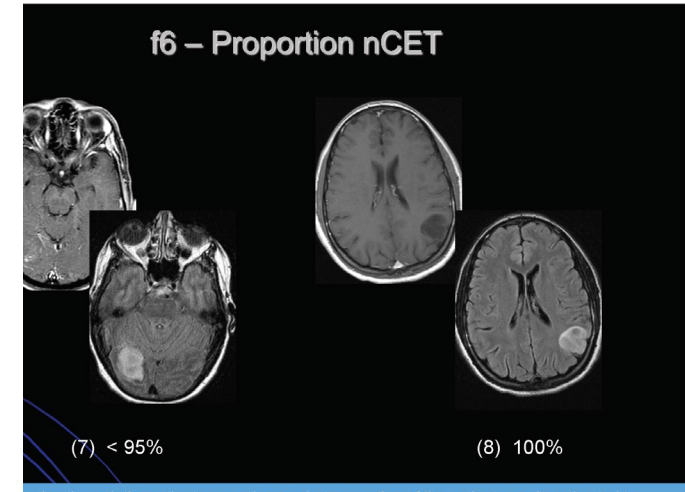 f6 – Proportion nCET
(7) < 95%
(8) 100%